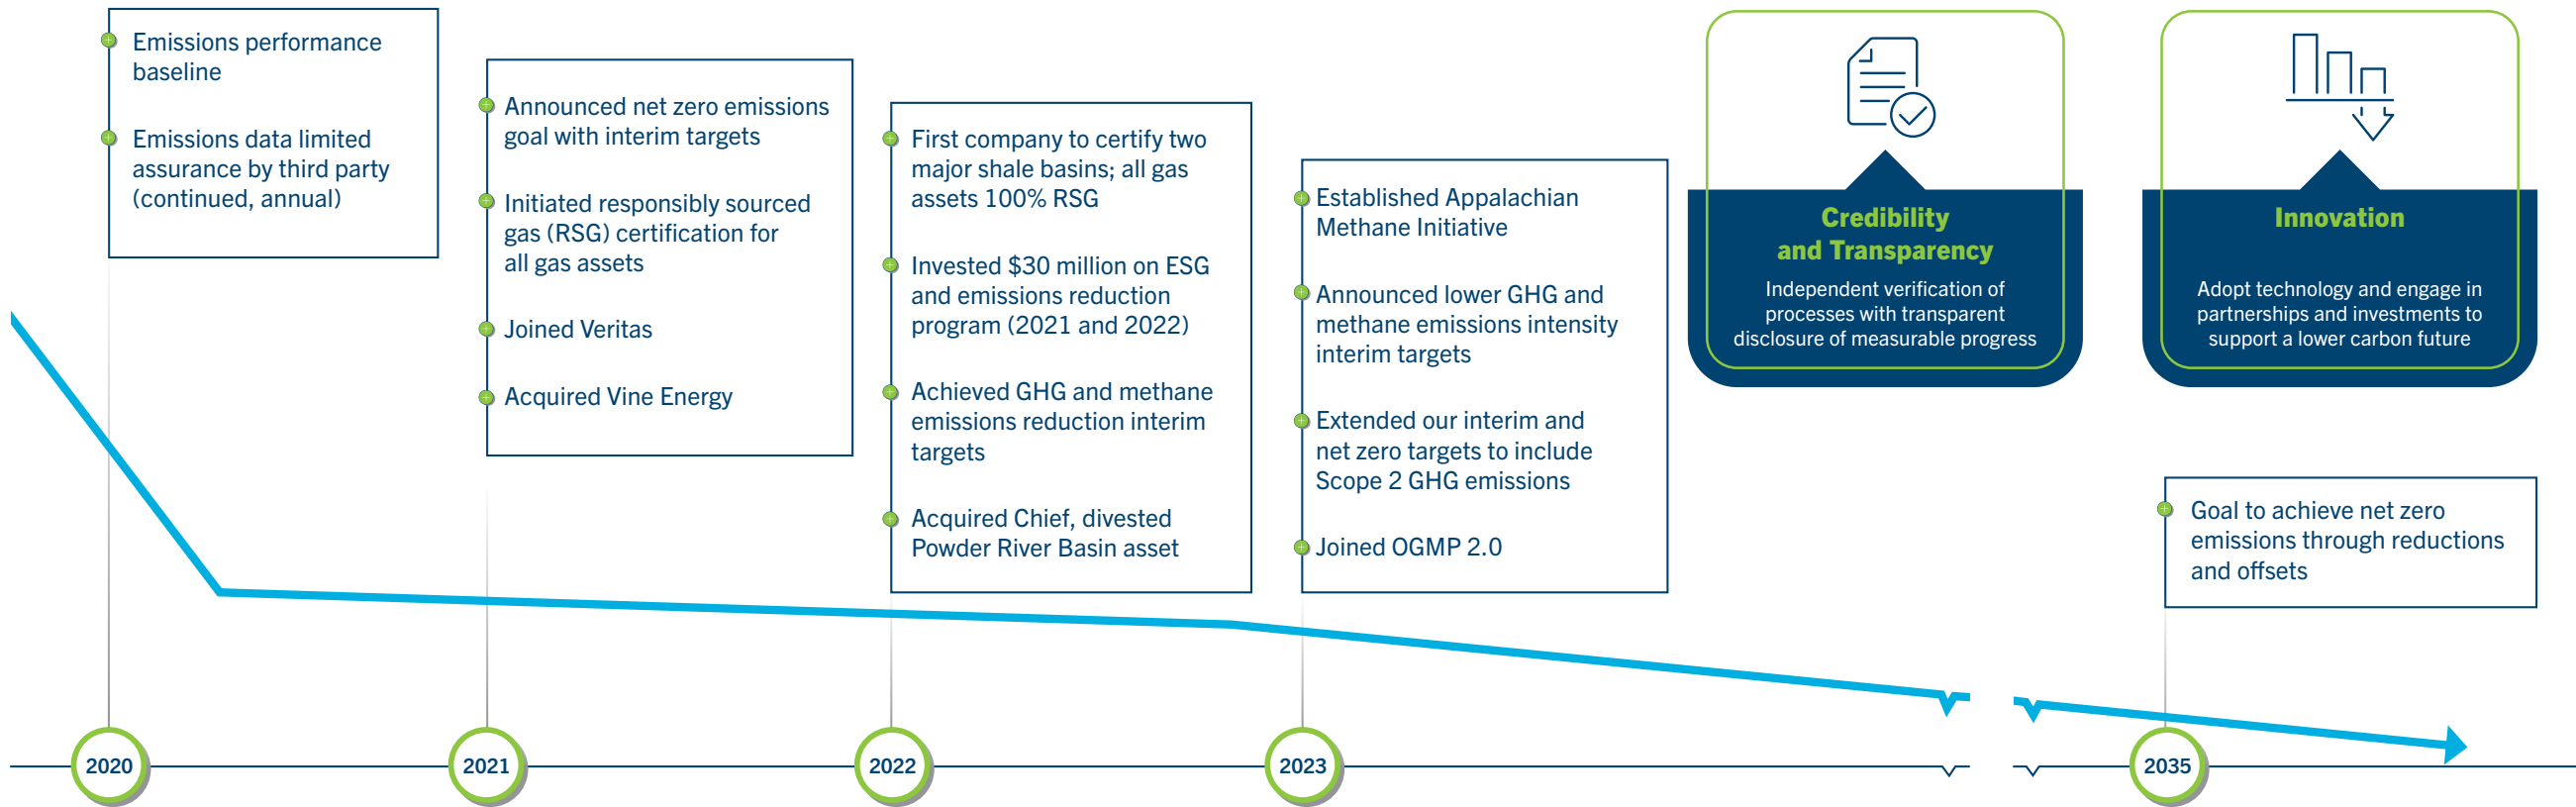 Emissions performance
baseline
Emissions data limited
assurance by third party
(continued, annual)
Announced net zero emissions
goal with interim targets
Initiated responsibly sourced
gas (RSG) certification for
all gas assets
Joined Veritas
Acquired Vine Energy
First company to certify two
major shale basins; all gas
assets 100% RSG
Invested $30 million on ESG
and emissions reduction
program (2021 and 2022)
Achieved GHG and methane
emissions reduction interim
targets
Acquired Chief, divested
Powder River Basin asset
Established Appalachian
Methane Initiative
Announced lower GHG and
methane emissions intensity
interim targets
Extended our interim and
net zero targets to include
Scope 2 GHG emissions
Joined OGMP 2.0
Credibility
and Transparency
Independent verification of
processes with transparent
disclosure of measurable progress
Innovation
Adopt technology and engage in
partnerships and investments to
support a lower carbon future
Goal to achieve net zero
emissions through reductions
and offsets
2020
2021
2022
2023
2035